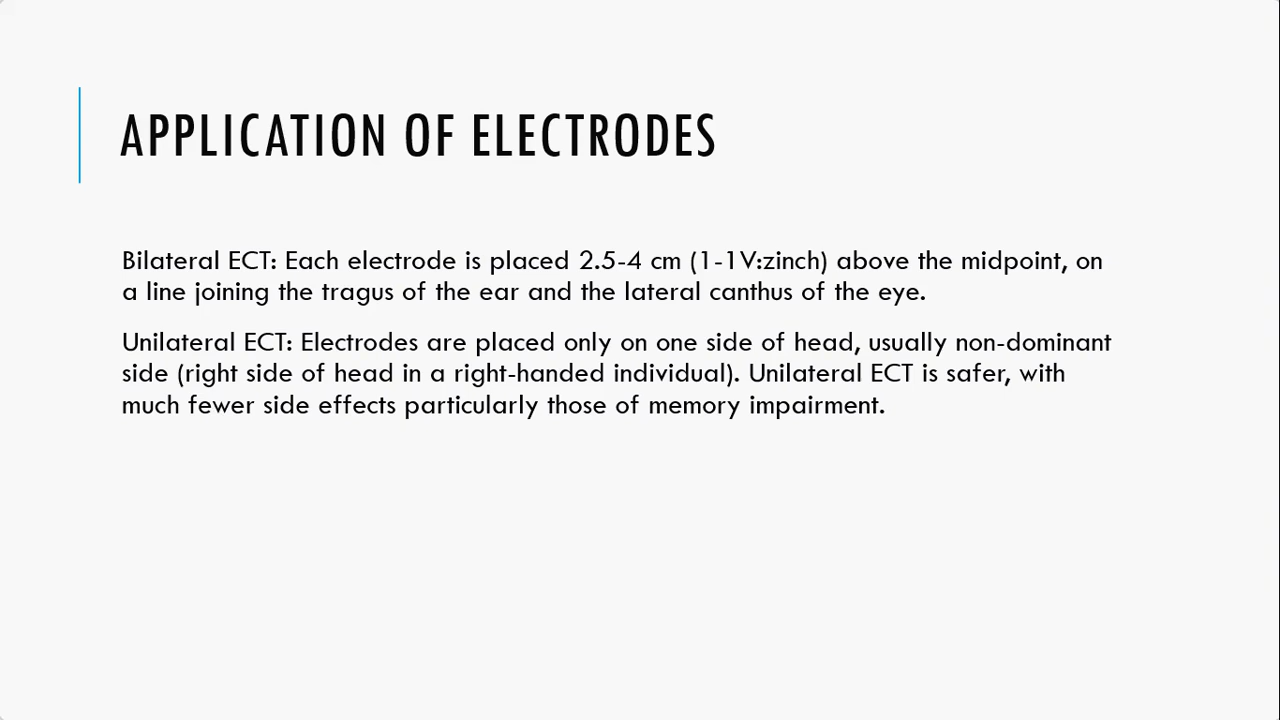 APPLICATION OF ELECTRODES
Bilateral ECT: Each electrode is placed 2.5-4 cm (1-1V:zinch) above the midpoint, on
a line joining the tragus of the ear and the lateral canthus of the eye.
Unilateral ECT: Electrodes are placed only on one side of head, usually non-dominant
side (right side of head in a right-handed individual). Unilateral ECT is safer, with
much fewer side effects particularly those of memory impairment.